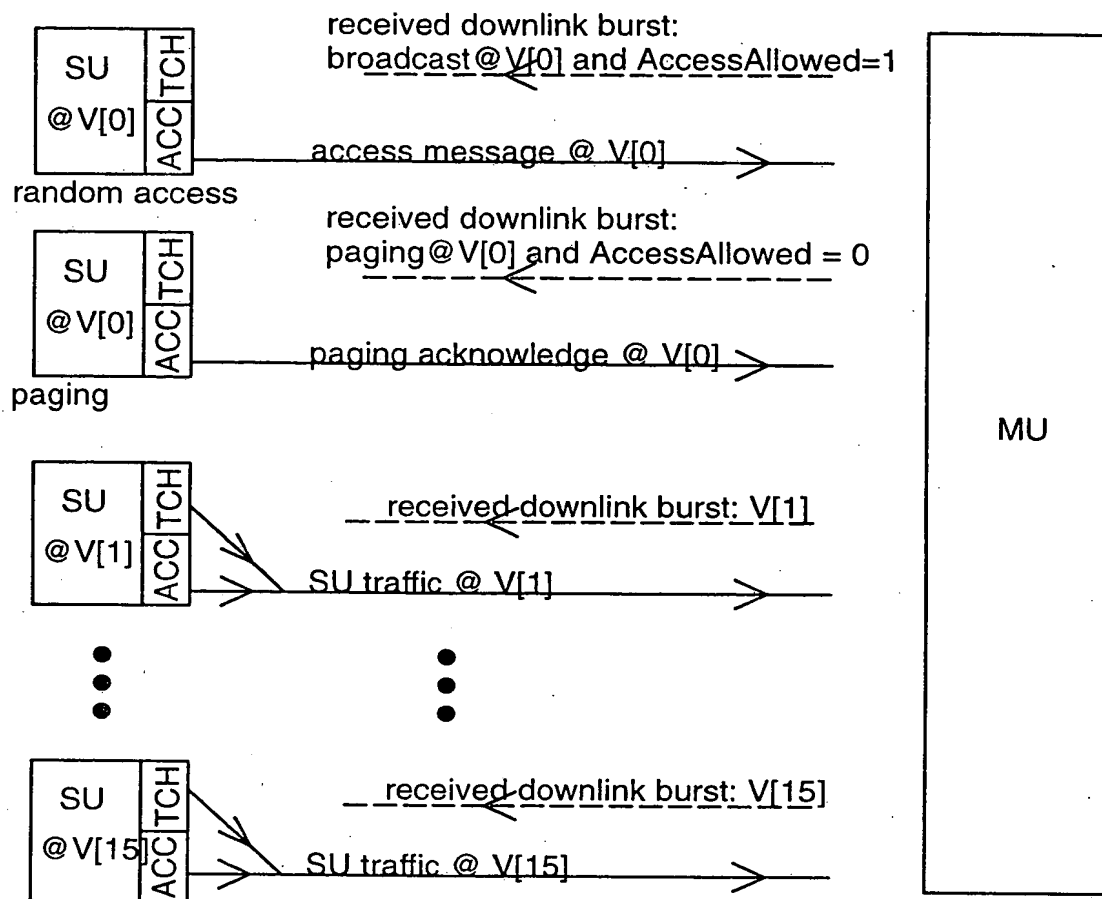 received downlink burst:
broadcast@V[0] and AccessAllowed=1
SU
@V[0]
TCH
ACC
access message @ V[0]
random access
received downlink burst:
paging@V[0] and AccessAllowed = 0
SU
@V[0]
TCH
ACC
paging acknowledge @ V[0]
paging
MU
SU
@V[1]
TCH
ACC
received downlink burst: V[1]
SU traffic @ V[1]
SU
@V[15]
TCH
ACC
received downlink burst: V[15]
SU traffic @ V[15]